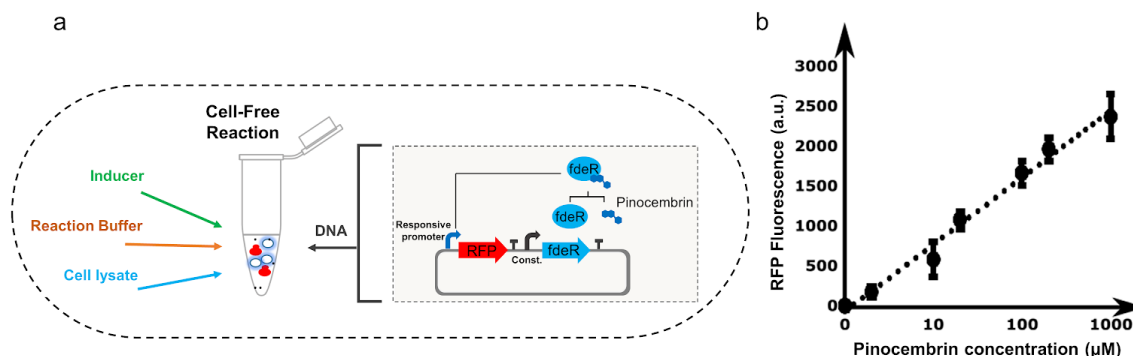 a
Cell-Free
Reaction
Inducer
Reaction Buffer
Cell lysate
DNA
fdeR
Pinocembrin
fdeR
Responsive
promoter
RFP
Const.
fdeR
b
RFP Fluorescence (a.u.)
3000
2500
2000
1500
1000
500
0
0
10
100
1000
Pinocembrin concentration (μM)